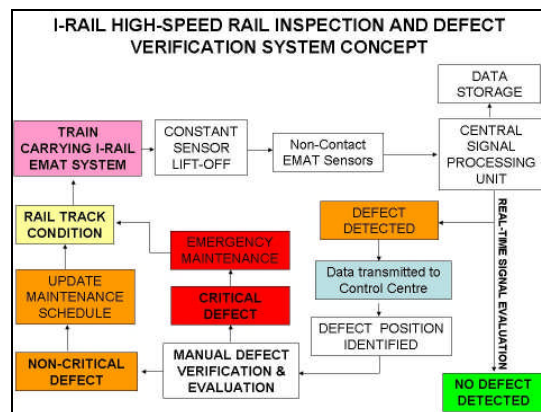 I-RAIL HIGH-SPEED RAIL INSPECTION AND DEFECT
VERIFICATION SYSTEM CONCEPT
DATA
STORAGE
TRAIN
CARRYING I-RAIL
EMAT SYSTEM
CONSTANT
SENSOR
LIFT-OFF
Non-Contact
EMAT Sensors
CENTRAL
SIGNAL
PROCESSING
UNIT
RAIL TRACK
CONDITION
EMERGENCY
MAINTENANCE
DEFECT
DETECTED
REAL-TIME SIGNAL EVALUATION
UPDATE
MAINTENANCE
SCHEDULE
CRITICAL
DEFECT
Data transmitted to
Control Centre
DEFECT POSITION
IDENTIFIED
NON-CRITICAL
DEFECT
MANUAL DEFECT
VERIFICATION &
EVALUATION
NO DEFECT
DETECTED